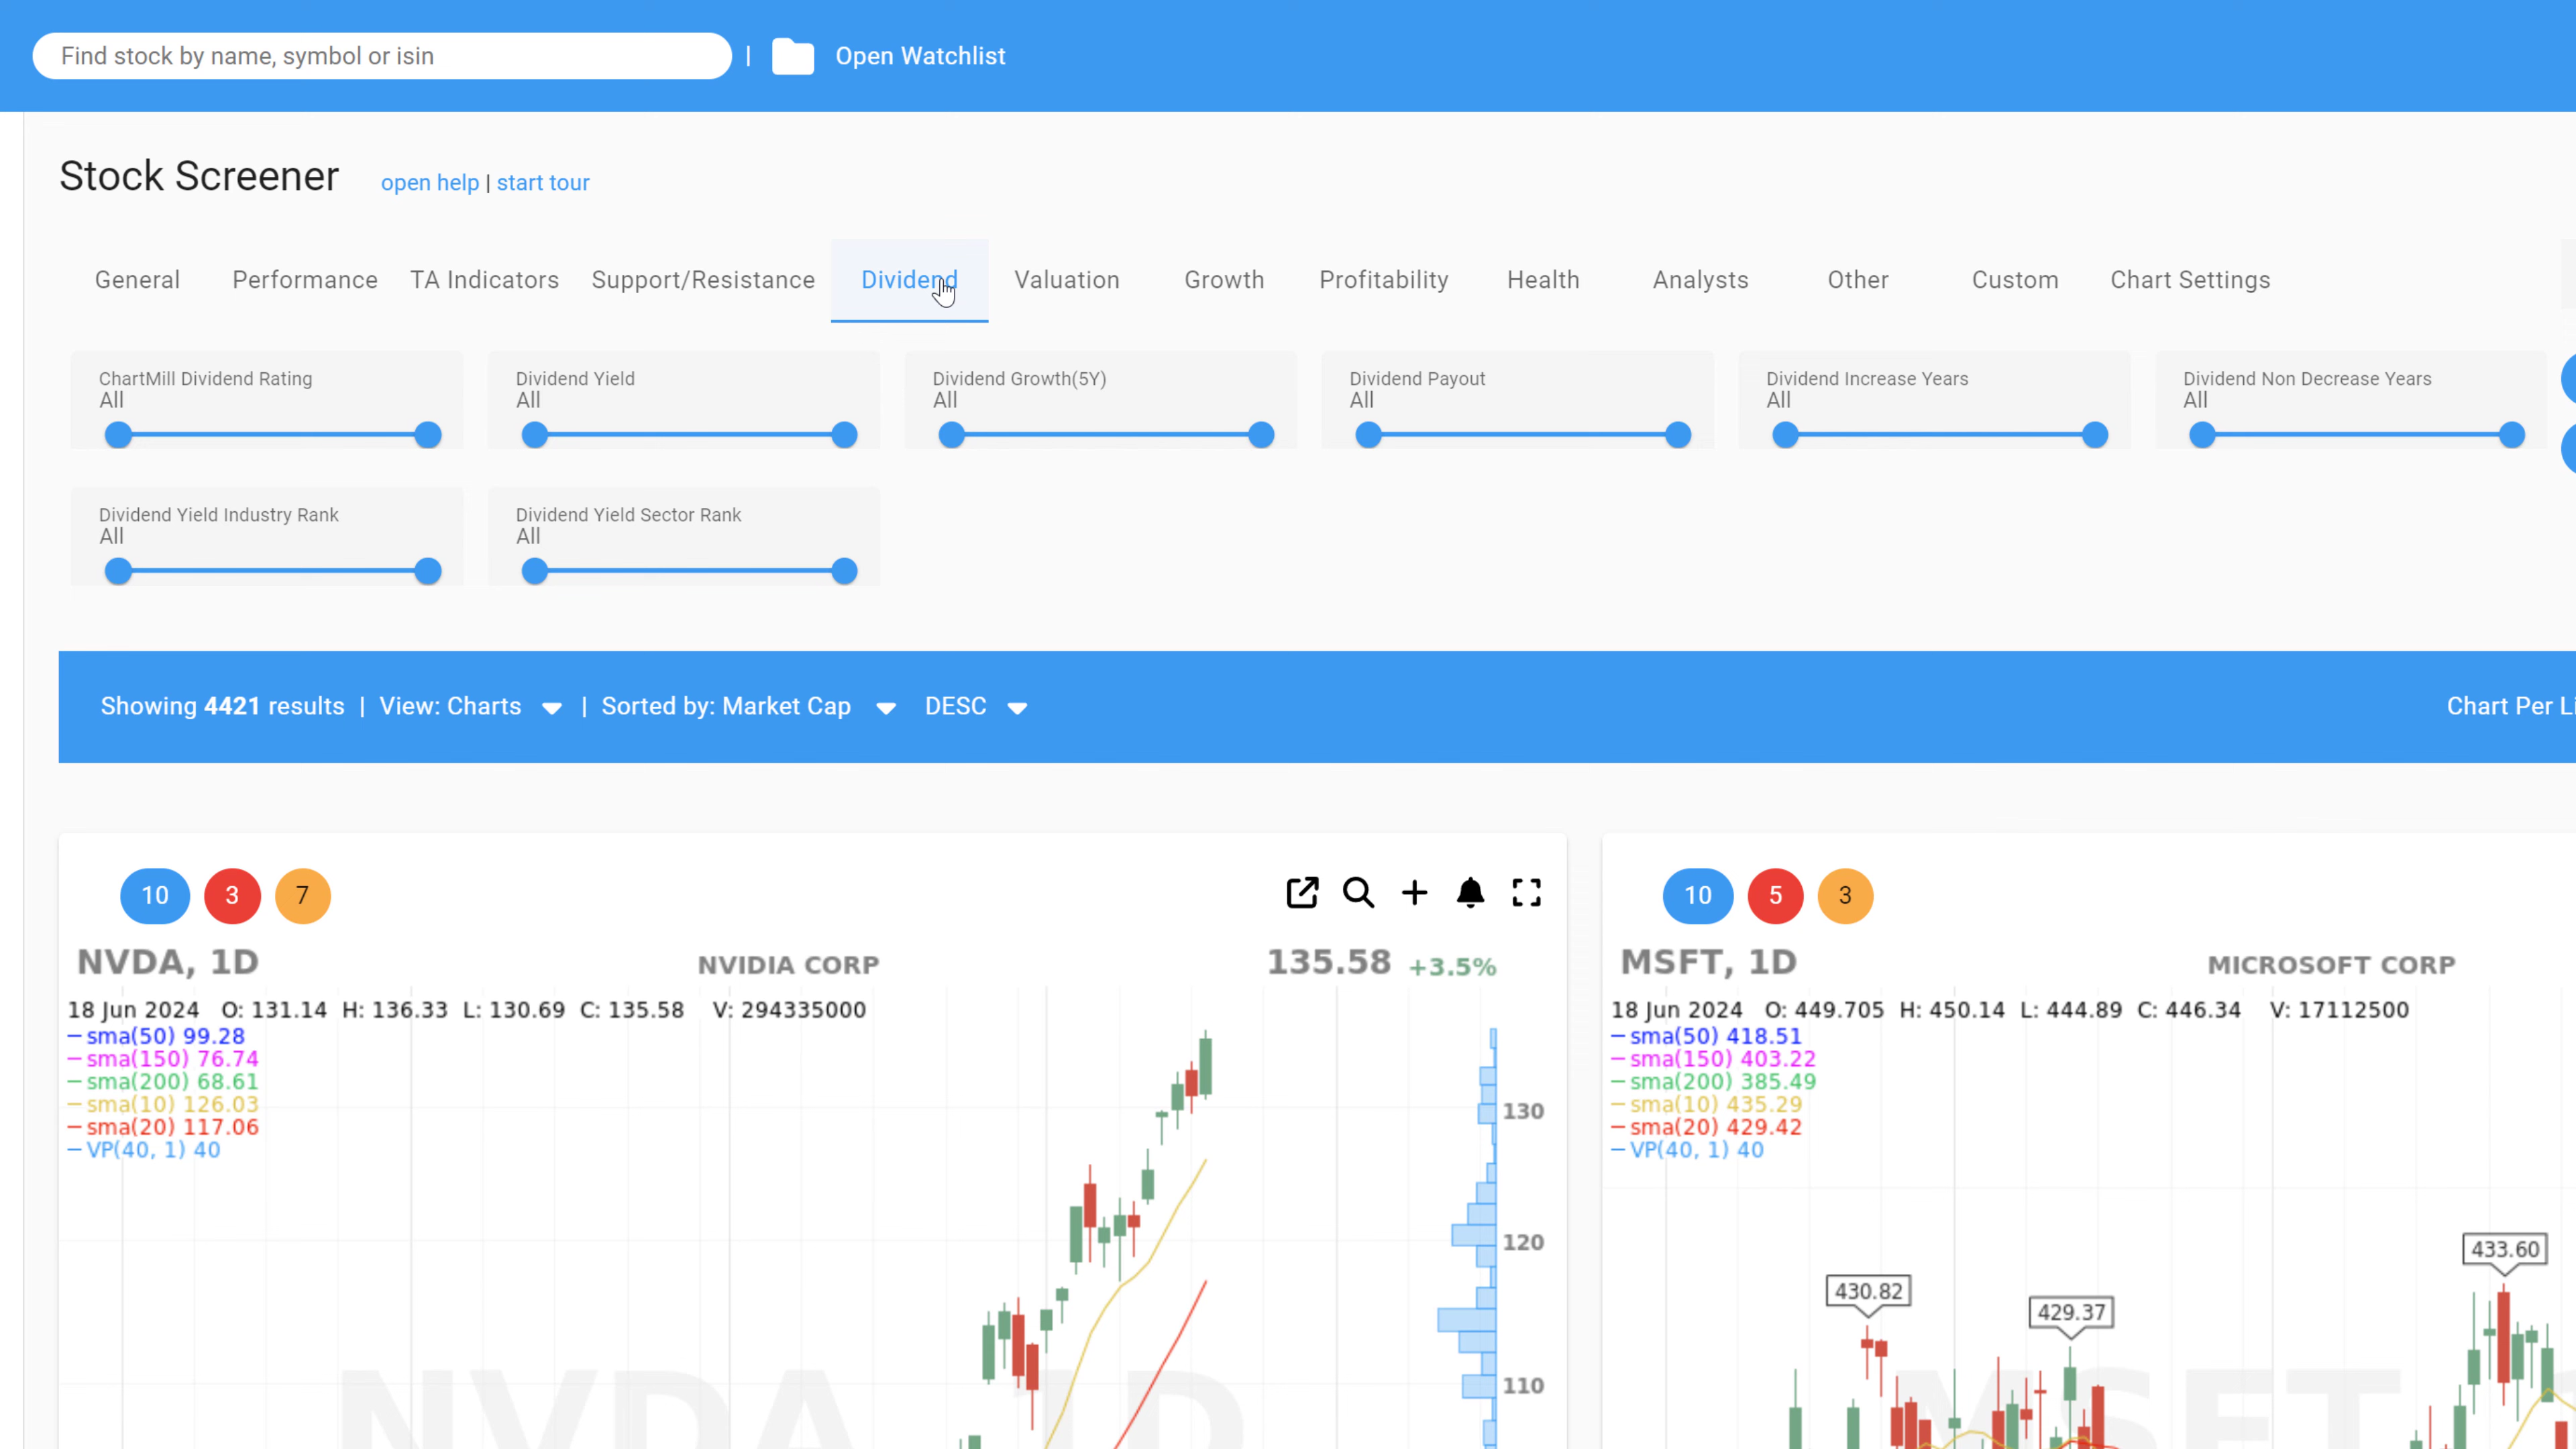 Find stock by name, symbol or isin | Open Watchlist
Stock Screener open help | start tour
General Performance TA Indicators Support/Resistance Dividend Valuation Growth Profitability Health Analysts Other Custom Chart Settings
ChartMill Dividend Rating Dividend Yield Dividend Growth(5Y) Dividend Payout Dividend Increase Years Dividend Non Decrease Years
All All All All All All
Dividend Yield Industry Rank Dividend Yield Sector Rank
All All
Showing 4421 results | View: Charts | Sorted by: Market Cap DESC Chart Per
10 3 7 10 5 3
NVDA, 1D NVIDIA CORP 135.58 +3.5% MSFT, 1D MICROSOFT CORP
18 Jun 2024 O: 131.14 H: 136.33 L: 130.69 C: 135.58 V: 294335000 18 Jun 2024 O: 449.705 H: 450.14 L: 444.89 C: 446.34 V: 17112500
sma(50) 99.28 sma(50) 418.51
sma(150) 76.74 sma(150) 403.22
sma(200) 68.61 sma(200) 385.49
sma(10) 126.03 sma(10) 435.29
sma(20) 117.06 sma(20) 429.42
VP(40, 1) 40 VP(40, 1) 40
130
120 433.60
430.82 429.37
110
NVDA 1D MSFT